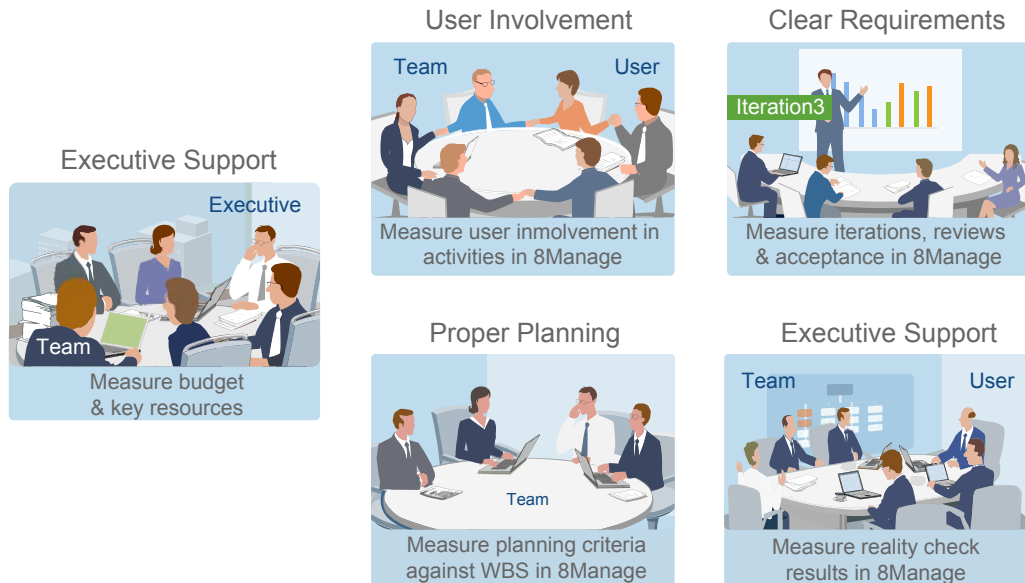 Executive Support
Executive
Team
Measure budget
& key resources
User Involvement
Team
User
Measure user inmolvement in
activities in 8Manage
Clear Requirements
Iteration3
Measure iterations, reviews
& acceptance in 8Manage
Proper Planning
Team
Measure planning criteria
against WBS in 8Manage
Executive Support
Team
User
Measure reality check
results in 8Manage